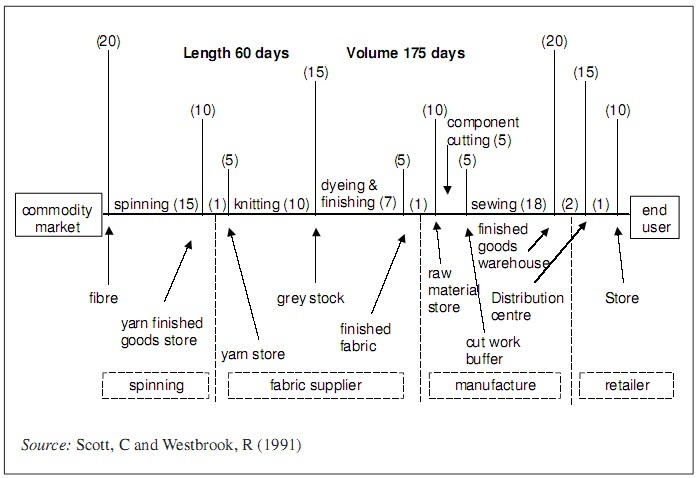 (20)
Length 60 days
Volume 175 days
(20)
(15)
(15)
(10)
(10)
(10)
component
cutting (5)
(5)
(5)
(5)
dyeing &
finishing (7)
commodity
market
spinning (15)
(1)
knitting (10)
(1)
sewing (18)
(2)
(1)
end
user
fibre
yarn finished
goods store
yarn store
grey stock
finished
fabric
raw
material
store
finished
goods
warehouse
cut work
buffer
Distribution
centre
Store
spinning
fabric supplier
manufacture
retailer
Source: Scott, C and Westbrook, R (1991)